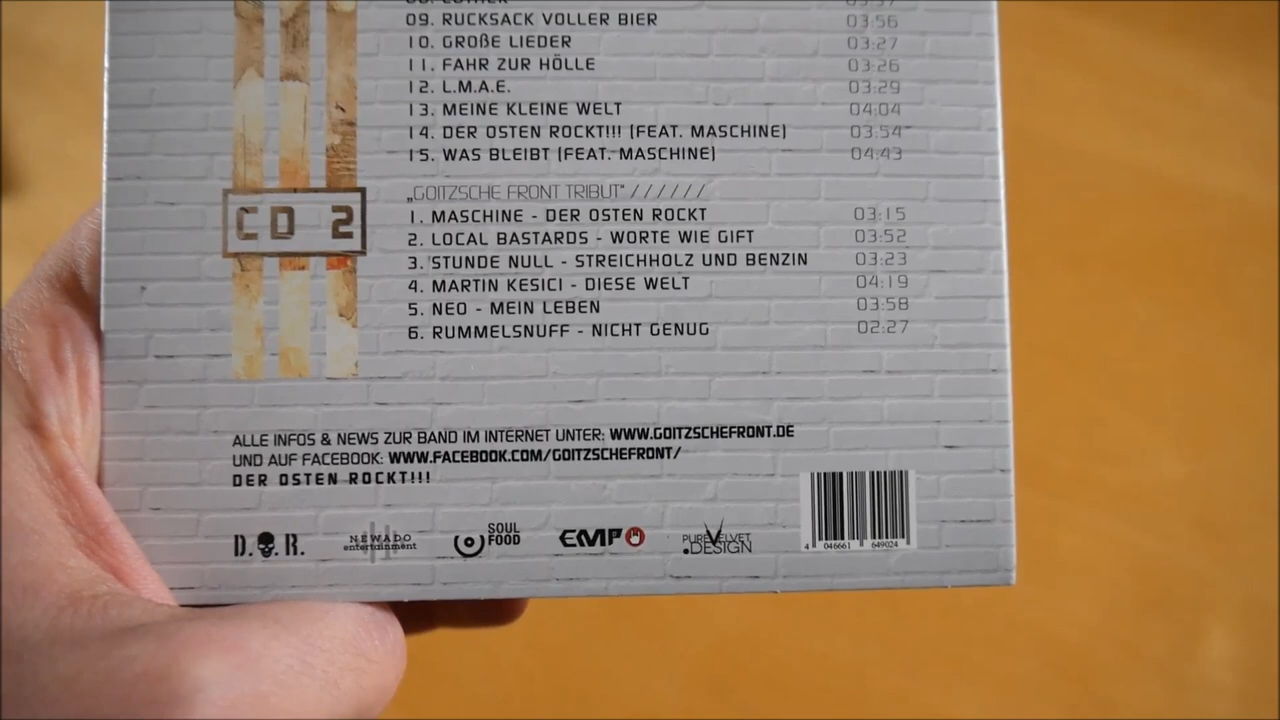 09. RUCKSACK VOLLER BIER 03:56
10. GROßE LIEDER 03:27
11. FAHR ZUR HÖLLE 03:26
12. L.M.A.E. 03:29
13. MEINE KLEINE WELT 04:04
14. DER OSTEN ROCKT!!! (FEAT. MASCHINE) 03:54
15. WAS BLEIBT (FEAT. MASCHINE) 04:43
CD 2
„GOITZSCHE FRONT TRIBUT“ //////
1. MASCHINE - DER OSTEN ROCKT 03:15
2. LOCAL BASTARDS - WORTE WIE GIFT 03:52
3. STUNDE NULL - STREICHHOLZ UND BENZIN 03:23
4. MARTIN KESICI - DIESE WELT 04:19
5. NEO - MEIN LEBEN 03:58
6. RUMMELSNUFF - NICHT GENUG 02:27
ALLE INFOS & NEWS ZUR BAND IM INTERNET UNTER: WWW.GOITZSCHEFRONT.DE
UND AUF FACEBOOK: WWW.FACEBOOK.COM/GOITZSCHEFRONT/
DER OSTEN ROCKT!!!
D.O.R.
NEWADO
entertainment
SOUL
FOOD
EMP
PUREVELVET
.DESIGN
4 046661 649024